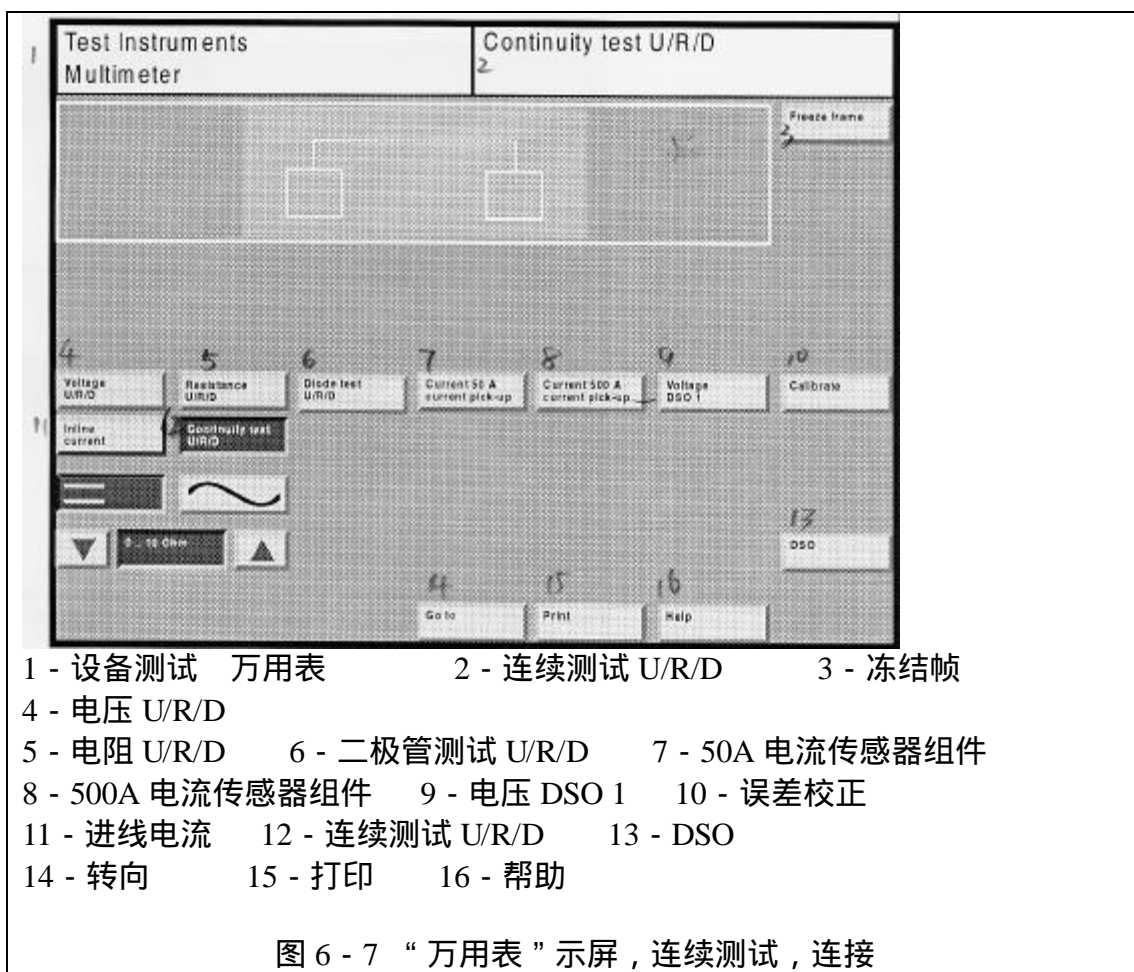 1
Test Instruments
Multimeter
Continuity test U/R/D
2
Freeze frame
3
4
5
6
7
8
9
10
Voltage
U/R/D
Resistance
U/R/D
Diode test
U/R/D
Current 50 A
current pick-up
Current 500 A
current pick-up
Voltage
DSO 1
Calibrate
11
Inline
current
12
Continuity test
U/R/D
0 - 10 Ohm
13
DSO
14
15
16
Go to
Print
Help
1 - 设备测试 万用表 2 - 连续测试 U/R/D 3 - 冻结帧
4 - 电压 U/R/D
5 - 电阻 U/R/D 6 - 二极管测试 U/R/D 7 - 50A 电流传感器组件
8 - 500A 电流传感器组件 9 - 电压 DSO 1 10 - 误差校正
11 - 进线电流 12 - 连续测试 U/R/D 13 - DSO
14 - 转向 15 - 打印 16 - 帮助
图 6 - 7 “万用表”示屏，连续测试，连接